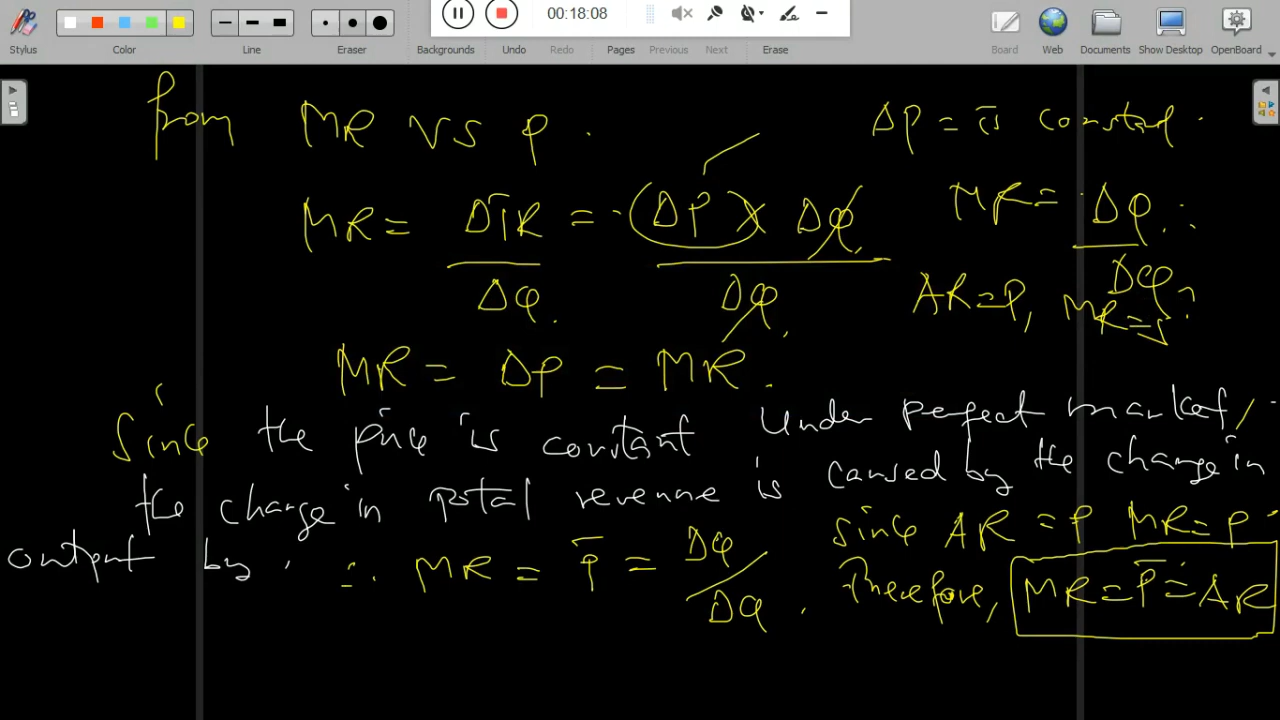 00:18:08
Stylus Color Line Eraser Backgrounds Undo Redo Pages Previous Next Erase Board Web Documents Show Desktop OpenBoard
from MR vs P.
ΔP = is constant.
MR = ΔTR = (ΔP) x ΔQ
ΔQ ΔQ
MR = ΔQ
ΔQ
AR = P, MR = ?
MR = ΔP = MR.
Since the price is constant Under perfect market,
the change in total revenue is caused by the change in
output by.
∴ MR = P̄ = ΔQ
ΔQ.
since AR = P MR = P
Therefore, MR = P̄ = AR